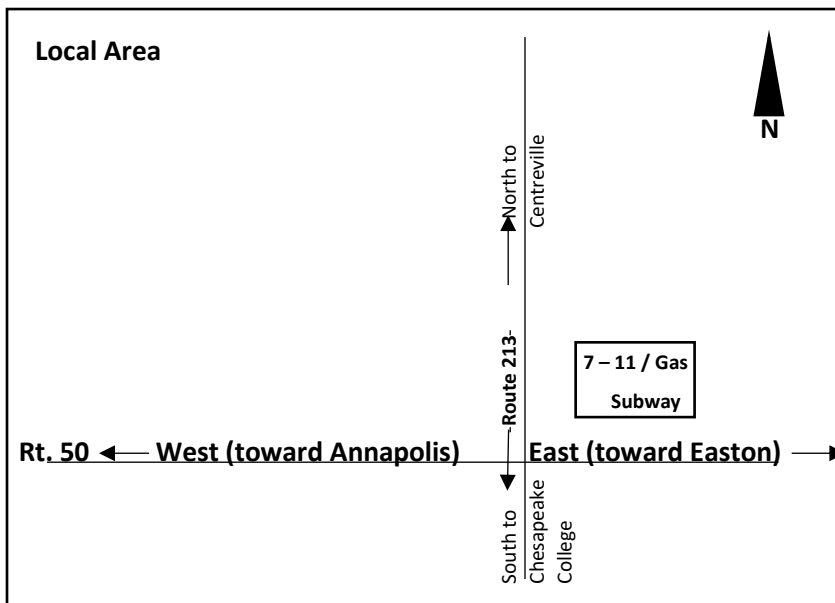 Local Area
N
North to
Centreville
-Route 213-
7 – 11 / Gas
Subway
Rt. 50
West (toward Annapolis)
East (toward Easton)
South to
Chesapeake
College